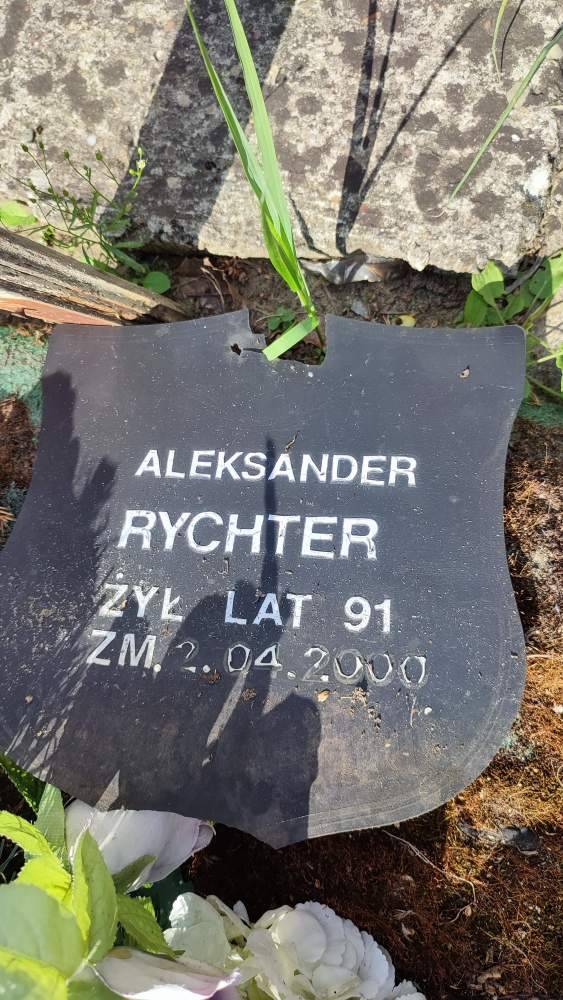 ALEKSANDER
RYCHTER
ŻYŁ LAT 91
ZM. 2.04.2000